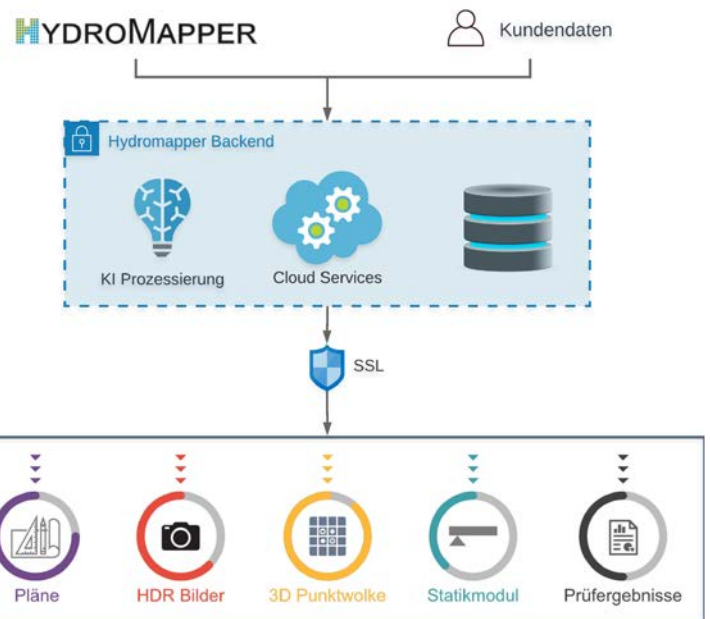 HYDROMAPPER
Kundendaten
Hydromapper Backend
KI Prozessierung
Cloud Services
SSL
Pläne
HDR Bilder
3D Punktwolke
Statikmodul
Prüfergebnisse